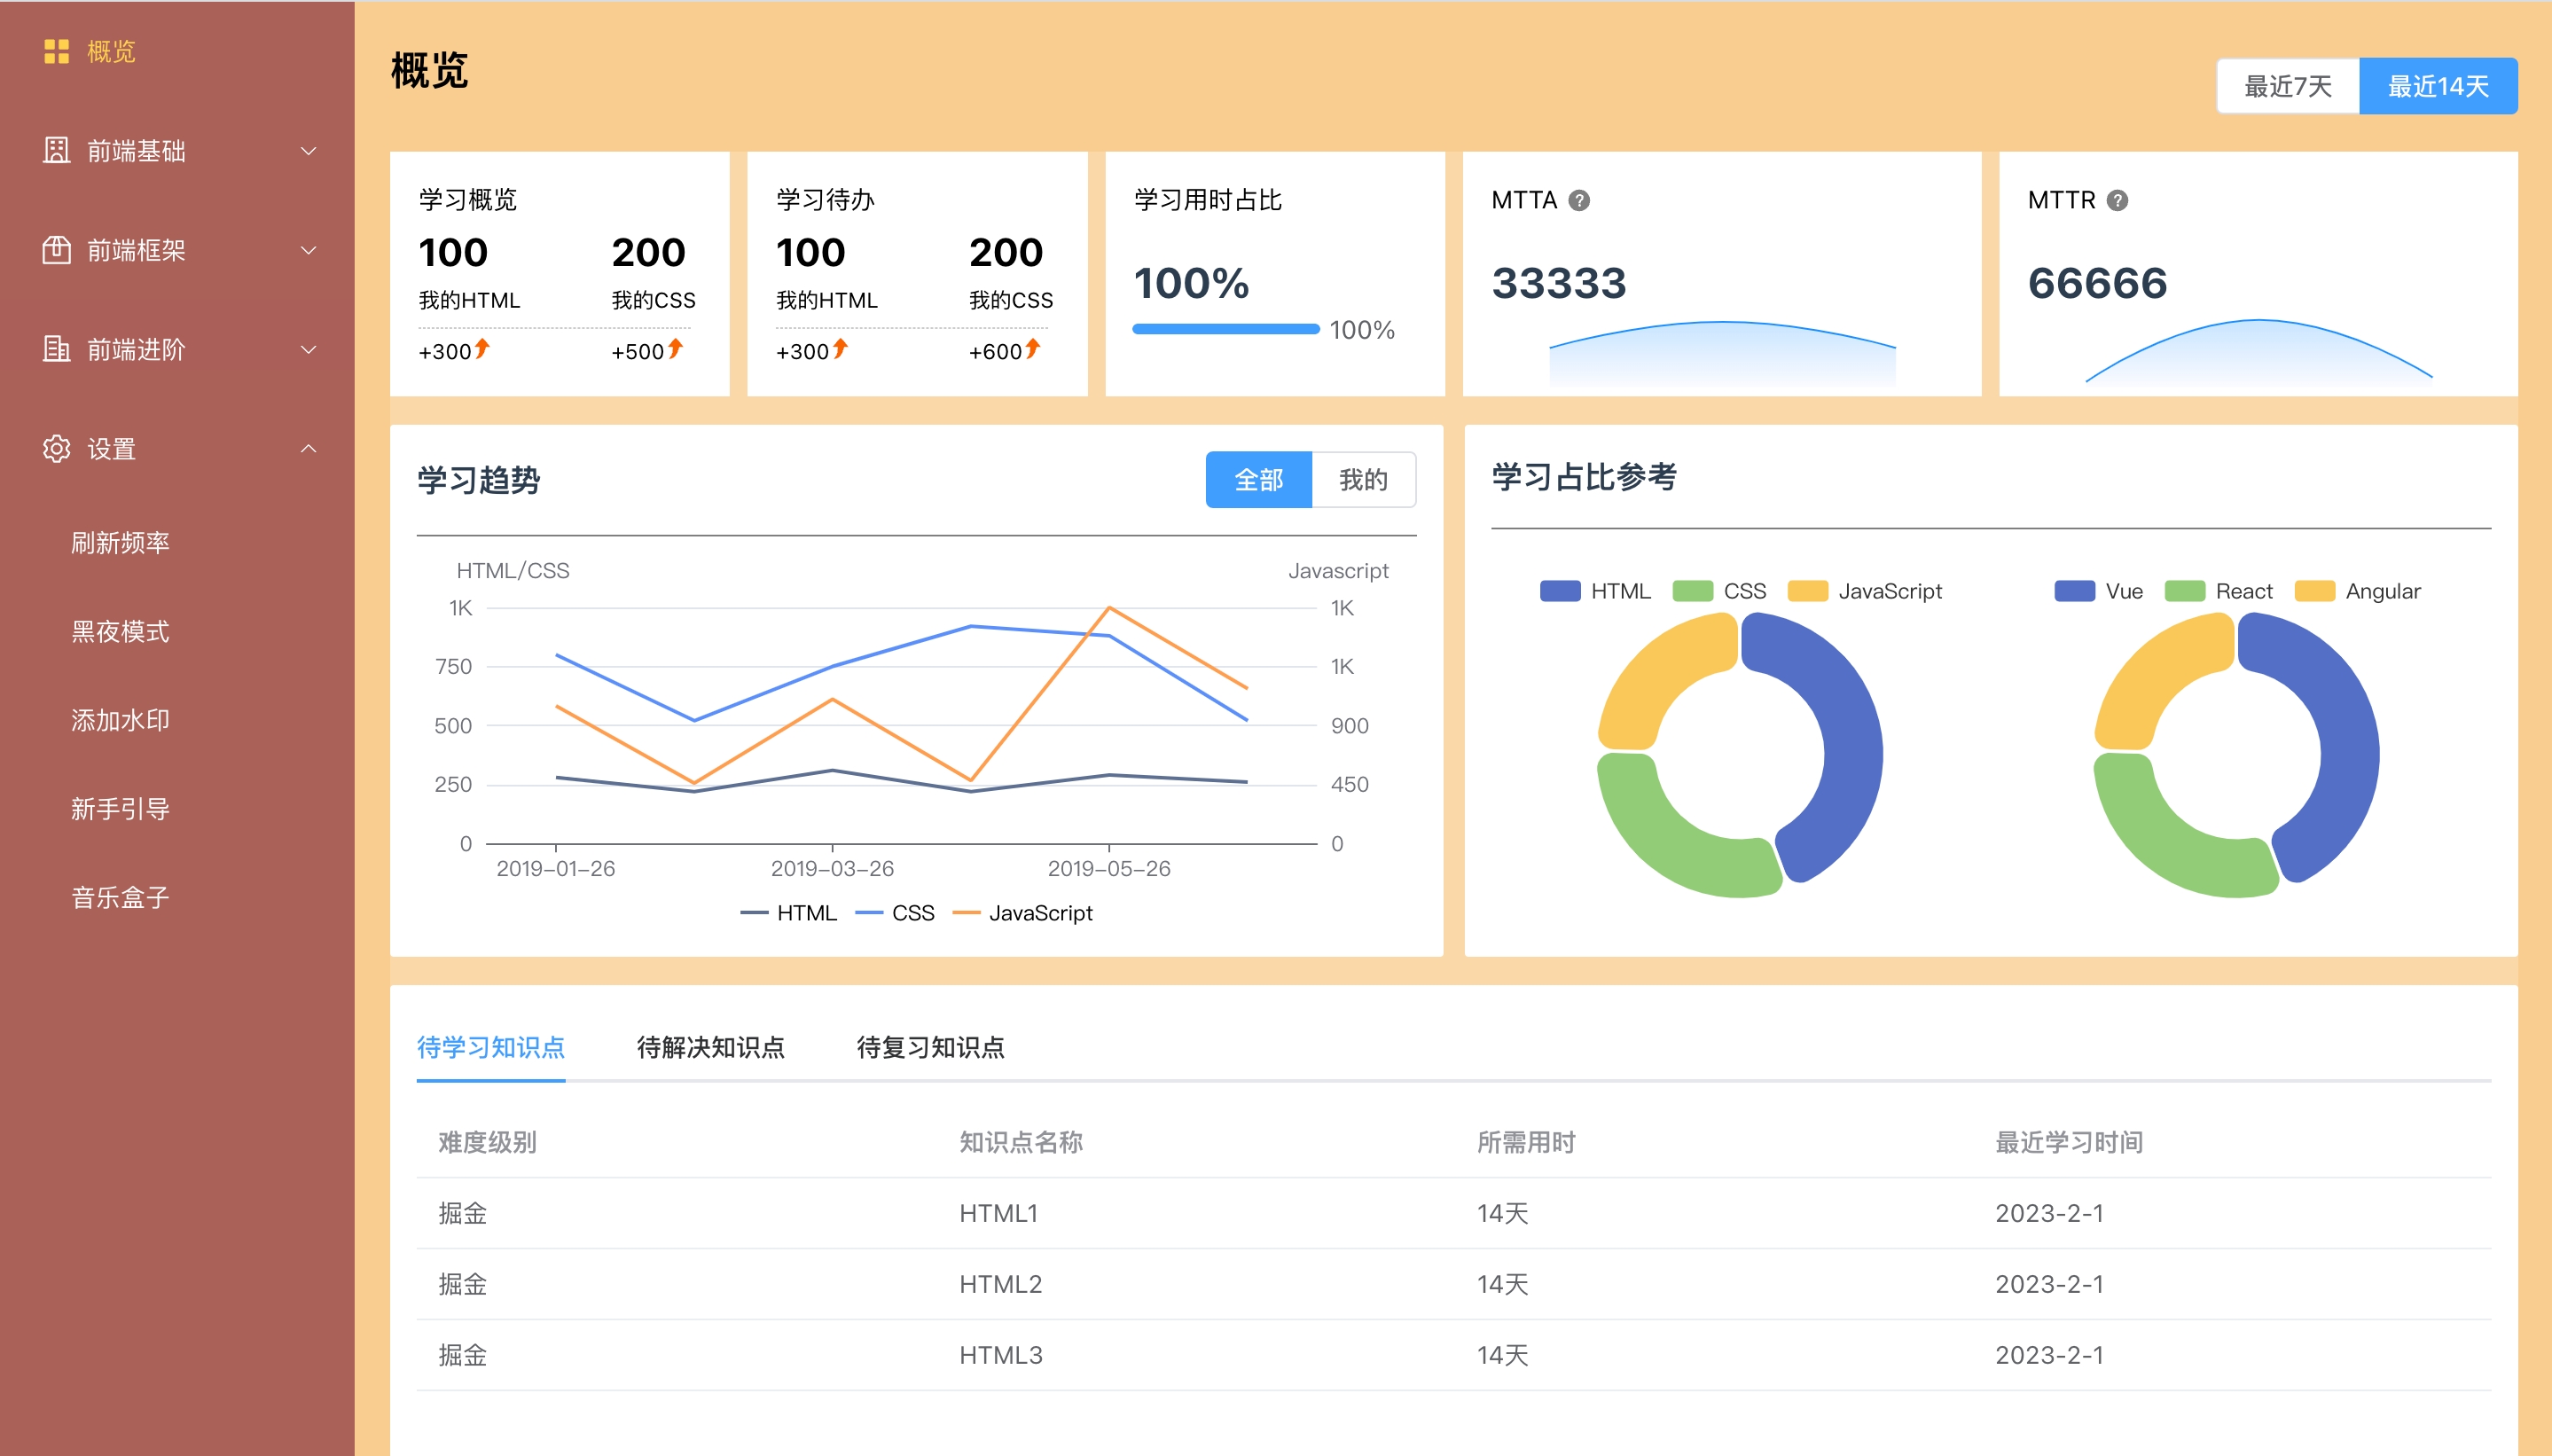 概览
前端基础
前端框架
前端进阶
设置
刷新频率
黑夜模式
添加水印
新手引导
音乐盒子
概览
最近7天 最近14天
学习概览
100 200
我的HTML 我的CSS
+300 +500
学习待办
100 200
我的HTML 我的CSS
+300 +600
学习用时占比
100%
100%
MTTA ?
33333
MTTR ?
66666
学习趋势 全部 我的
HTML/CSS Javascript
1K 1K
750 1K
500 900
250 450
0 0
2019-01-26 2019-03-26 2019-05-26
HTML CSS JavaScript
学习占比参考
HTML CSS JavaScript
Vue React Angular
待学习知识点 待解决知识点 待复习知识点
难度级别 知识点名称 所需用时 最近学习时间
掘金 HTML1 14天 2023-2-1
掘金 HTML2 14天 2023-2-1
掘金 HTML3 14天 2023-2-1